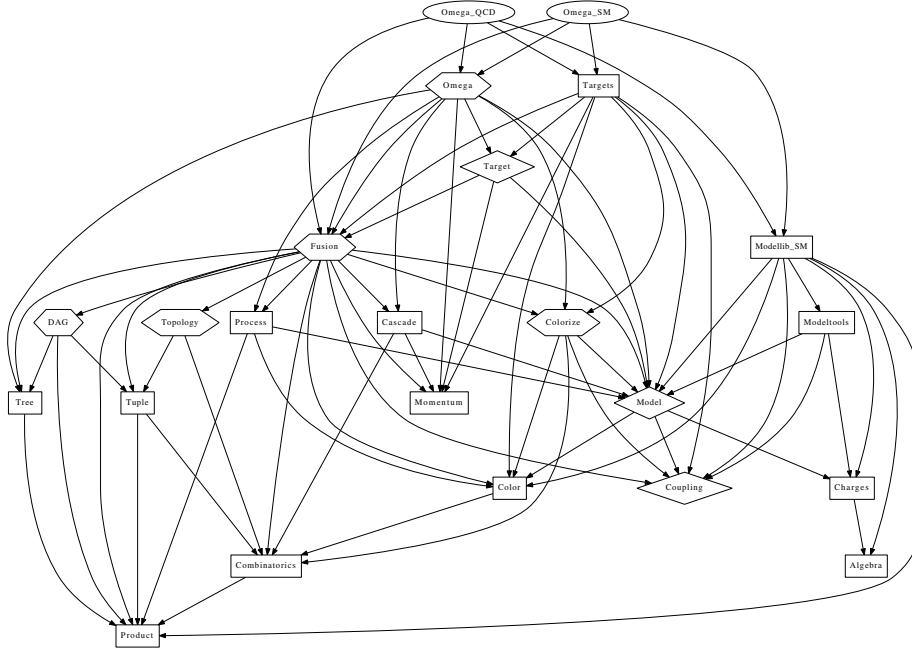 Omega_QCD
Omega_SM
Omega
Targets
Target
Fusion
Modellib_SM
DAG
Topology
Process
Cascade
Colorize
Modeltools
Tree
Tuple
Momentum
Model
Color
Coupling
Charges
Combinatorics
Algebra
Product